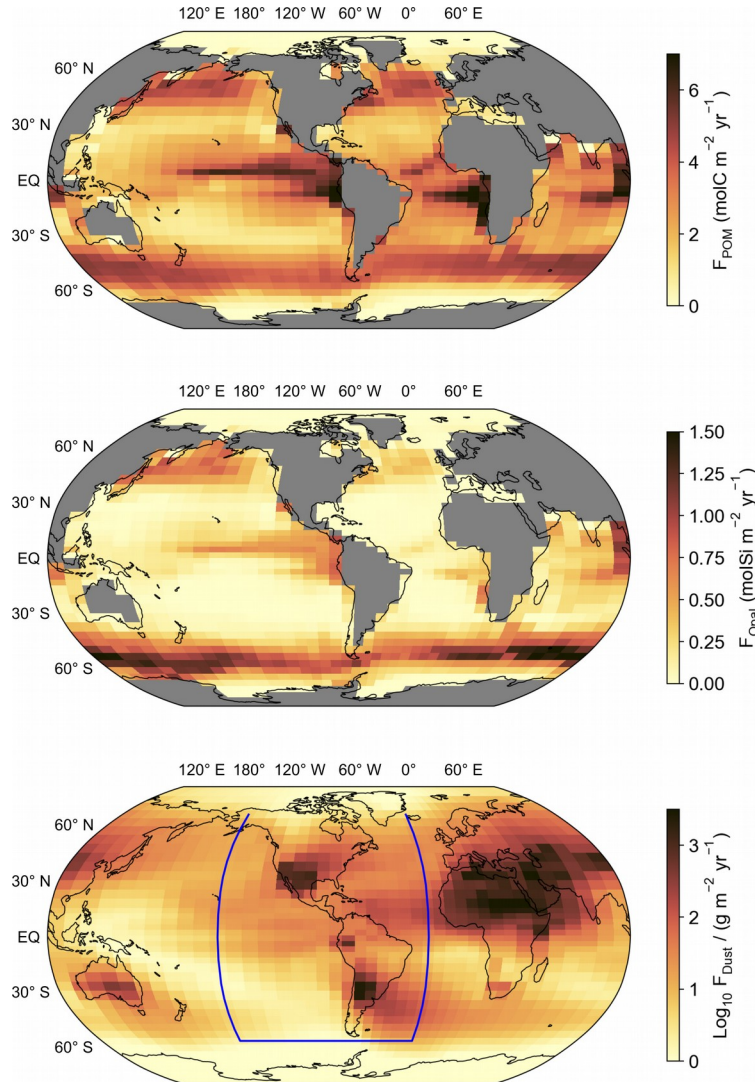 120° E 180° 120° W 60° W 0° 60° E
60° N
30° N
EQ
30° S
60° S
6
4
2
0
F_POM (molC m⁻² yr⁻¹)
120° E 180° 120° W 60° W 0° 60° E
60° N
30° N
EQ
30° S
60° S
1.50
1.25
1.00
0.75
0.50
0.25
0.00
F_Opal (molSi m⁻² yr⁻¹)
120° E 180° 120° W 60° W 0° 60° E
60° N
30° N
EQ
30° S
60° S
3
2
1
0
Log₁₀ F_Dust / (g m⁻² yr⁻¹)